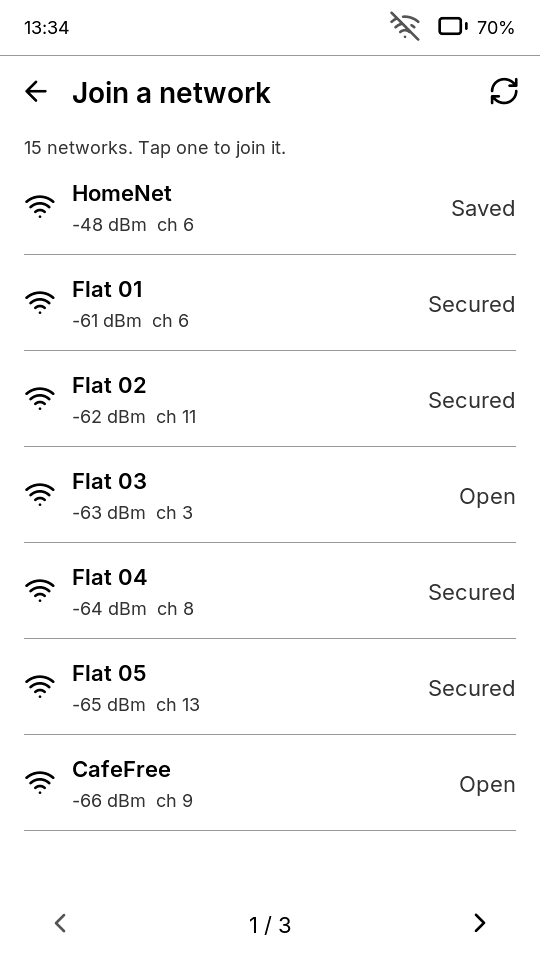 13:34
70%
Join a network
15 networks. Tap one to join it.
HomeNet
-48 dBm ch 6
Saved
Flat 01
-61 dBm ch 6
Secured
Flat 02
-62 dBm ch 11
Secured
Flat 03
-63 dBm ch 3
Open
Flat 04
-64 dBm ch 8
Secured
Flat 05
-65 dBm ch 13
Secured
CafeFree
-66 dBm ch 9
Open
1 / 3